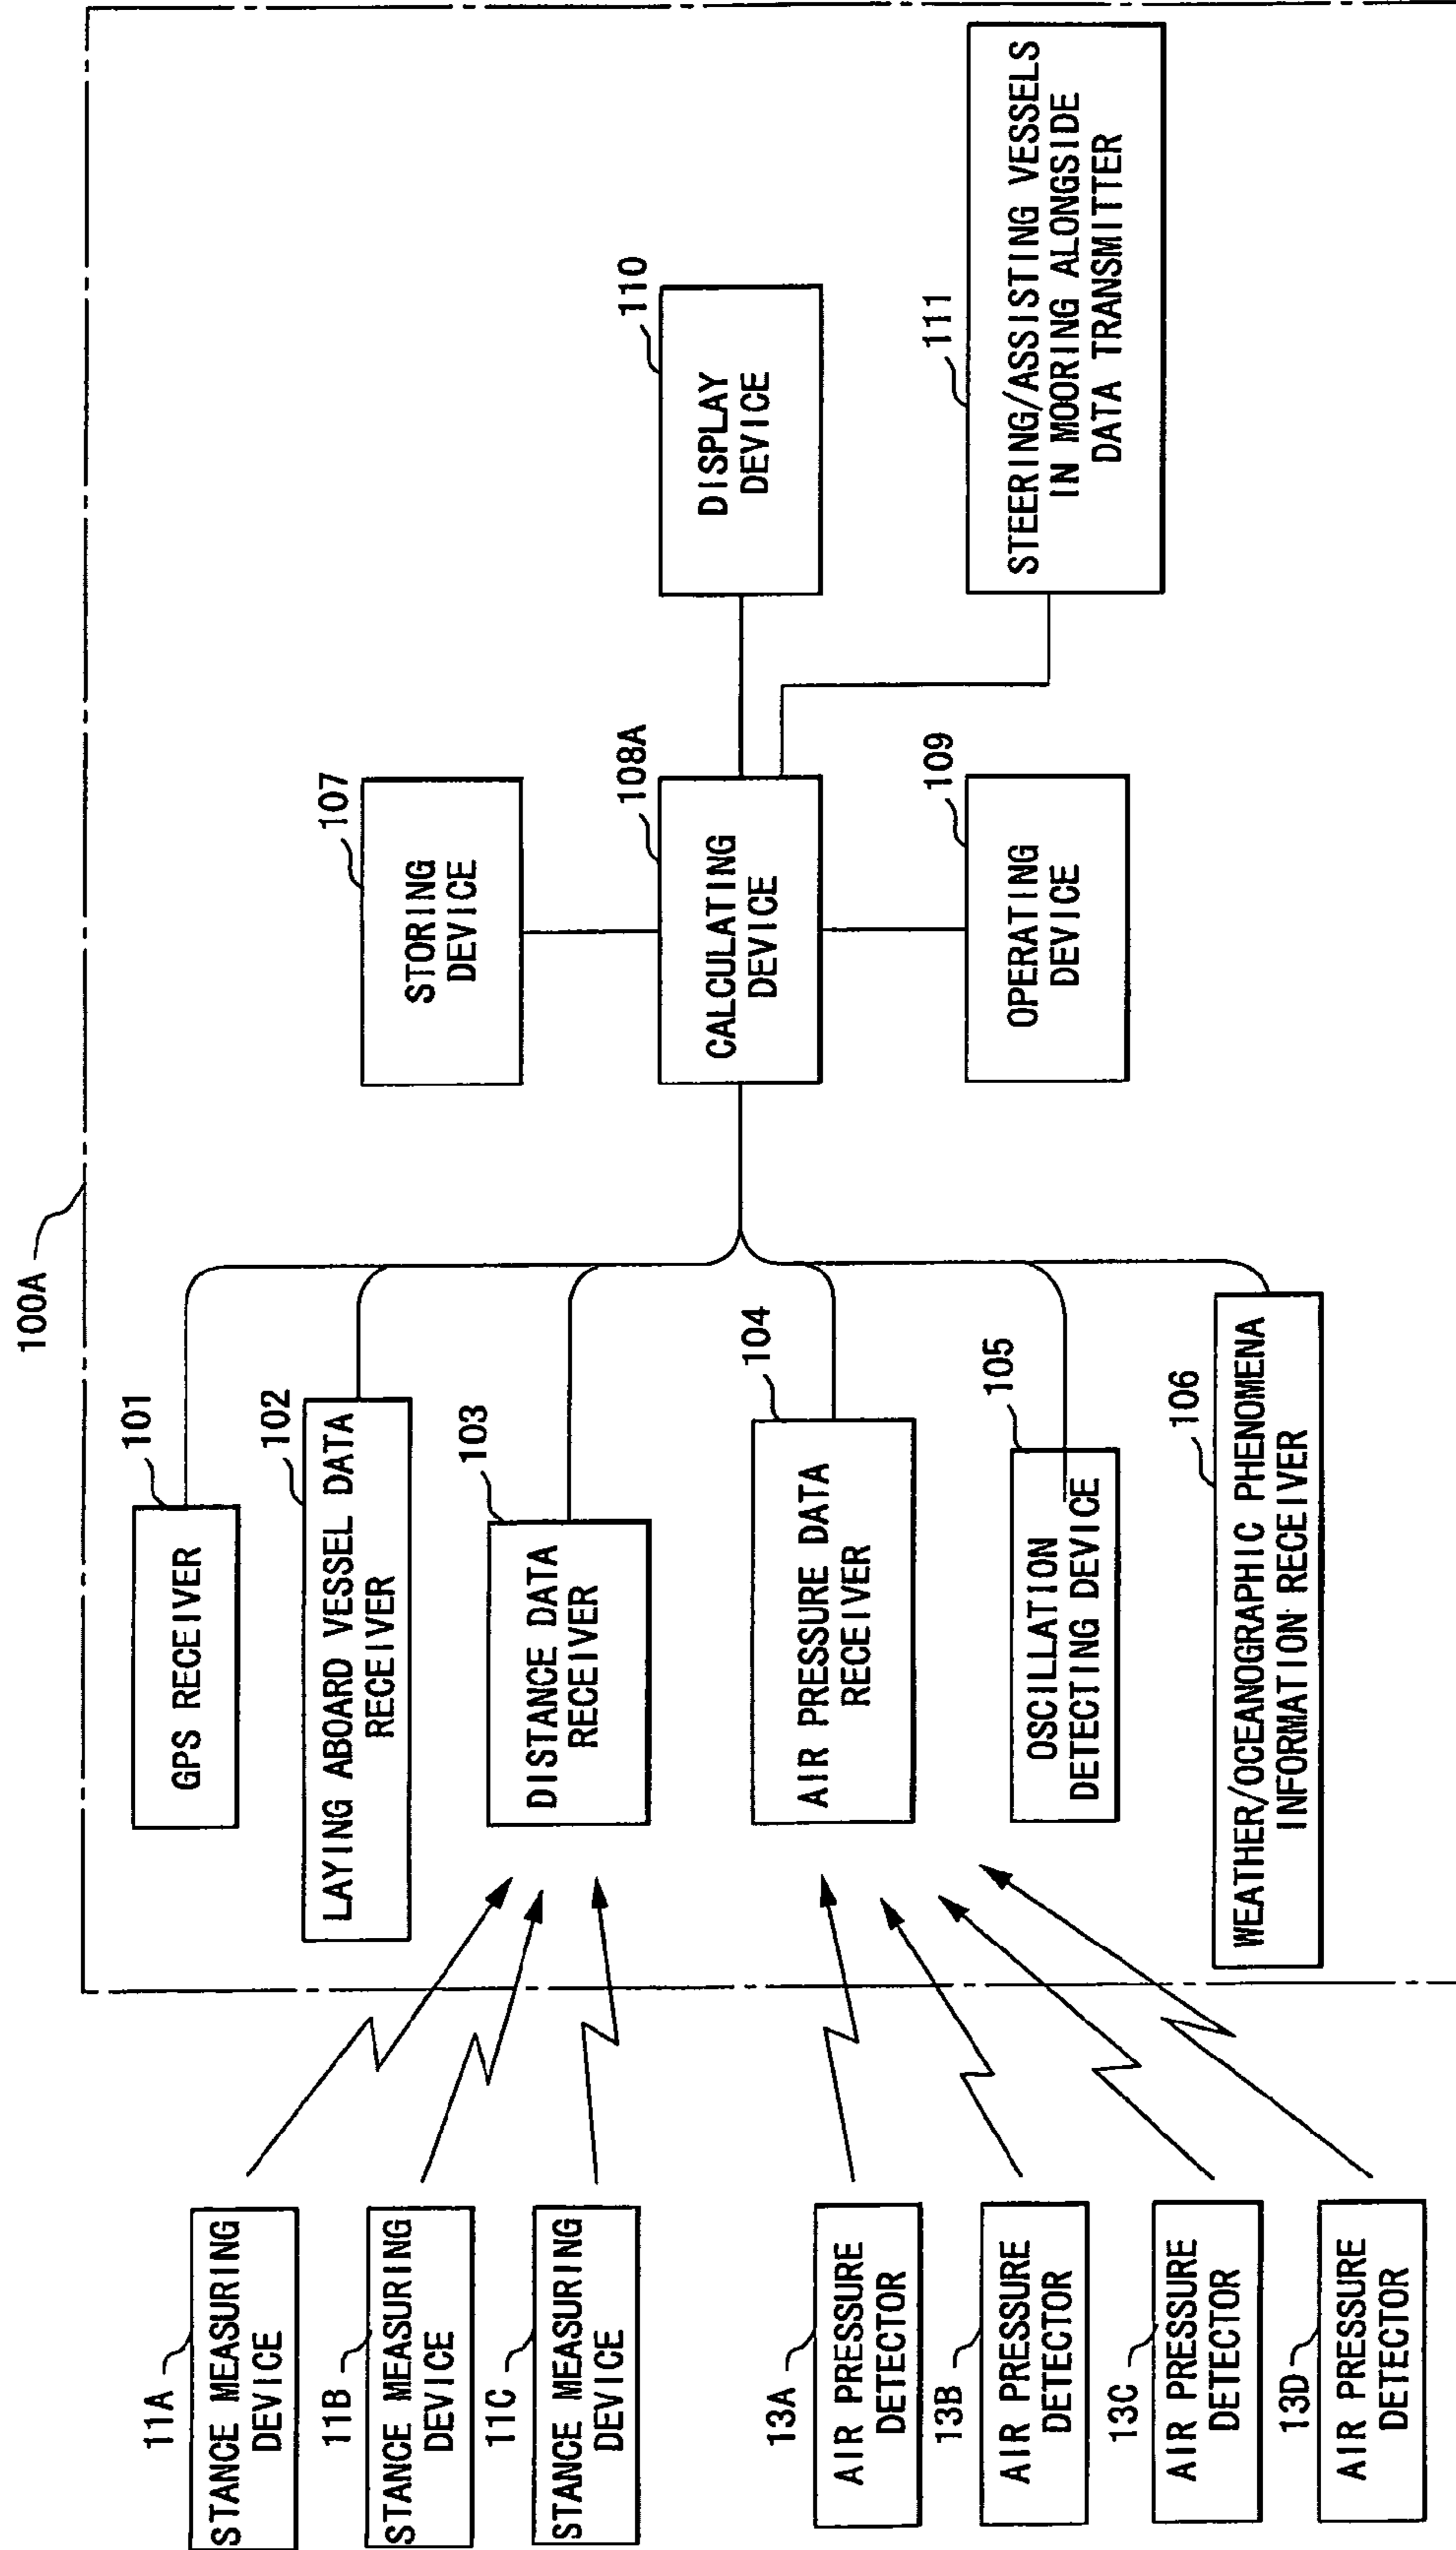 100A
11A
STANCE MEASURING
DEVICE
11B
STANCE MEASURING
DEVICE
11C
STANCE MEASURING
DEVICE
13A
AIR PRESSURE
DETECTOR
13B
AIR PRESSURE
DETECTOR
13C
AIR PRESSURE
DETECTOR
13D
AIR PRESSURE
DETECTOR
101
GPS RECEIVER
102
LAYING ABOARD VESSEL DATA
RECEIVER
103
DISTANCE DATA
RECEIVER
104
AIR PRESSURE DATA
RECEIVER
105
OSCILLATION
DETECTING DEVICE
106
WEATHER/OCEANOGRAPHIC PHENOMENA
INFORMATION RECEIVER
107
STORING
DEVICE
108A
CALCULATING
DEVICE
109
OPERATING
DEVICE
110
DISPLAY
DEVICE
111
STEERING/ASSISTING VESSELS
IN MOORING ALONGSIDE
DATA TRANSMITTER